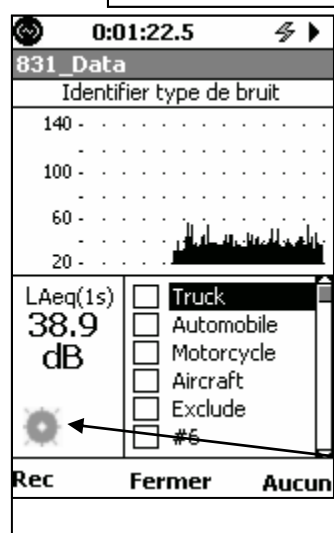 0:01:22.5
831_Data
Identifier type de bruit
140
100
60
20
LAeq(1s)
38.9
dB
Truck
Automobile
Motorcycle
Aircraft
Exclude
#6
Rec Fermer Aucun